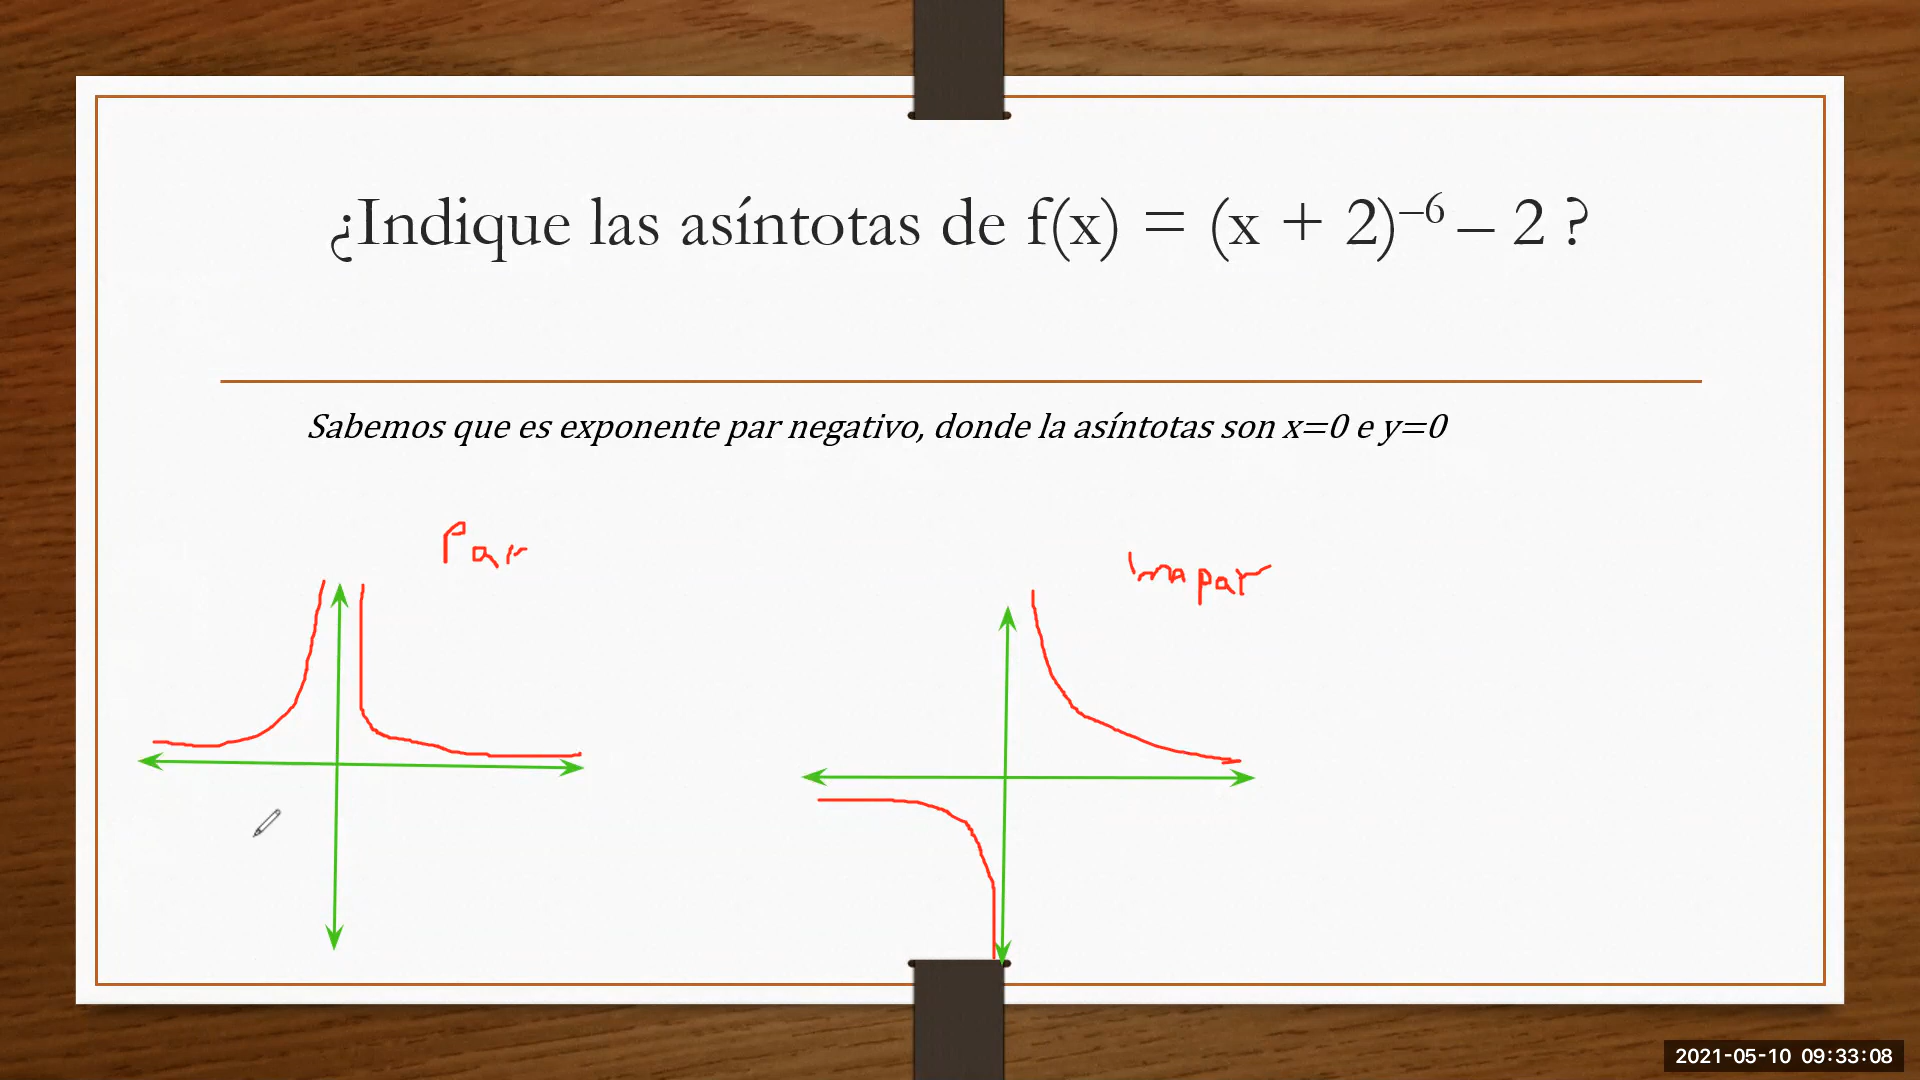 ¿Indique las asíntotas de f(x) = (x + 2)⁻⁶ – 2 ?
Sabemos que es exponente par negativo, donde la asíntotas son x=0 e y=0
Par
Impar
2021-05-10 09:33:08